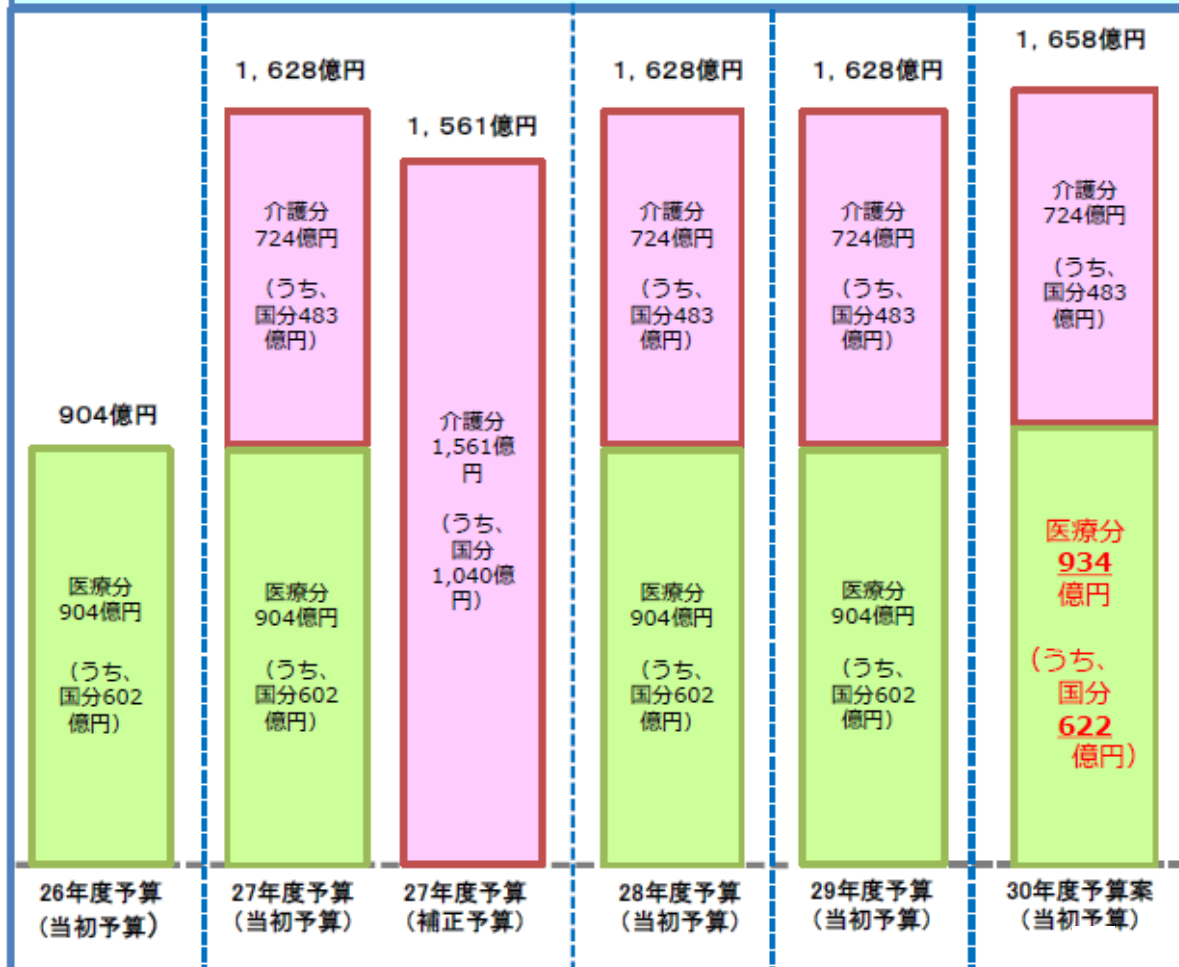 904億円
医療分
904億円
（うち、
国分602
億円）
26年度予算
（当初予算）
1，628億円
介護分
724億円
（うち、
国分483
億円）
医療分
904億円
（うち、
国分602
億円）
27年度予算
（当初予算）
1，561億円
介護分
1,561億
円
（うち、
国分
1,040億
円）
27年度予算
（補正予算）
1，628億円
介護分
724億円
（うち、
国分483
億円）
医療分
904億円
（うち、
国分602
億円）
28年度予算
（当初予算）
1，628億円
介護分
724億円
（うち、
国分483
億円）
医療分
904億円
（うち、
国分602
億円）
29年度予算
（当初予算）
1，658億円
介護分
724億円
（うち、
国分483
億円）
医療分
934
億円
（うち、
国分
622
億円）
30年度予算案
（当初予算）